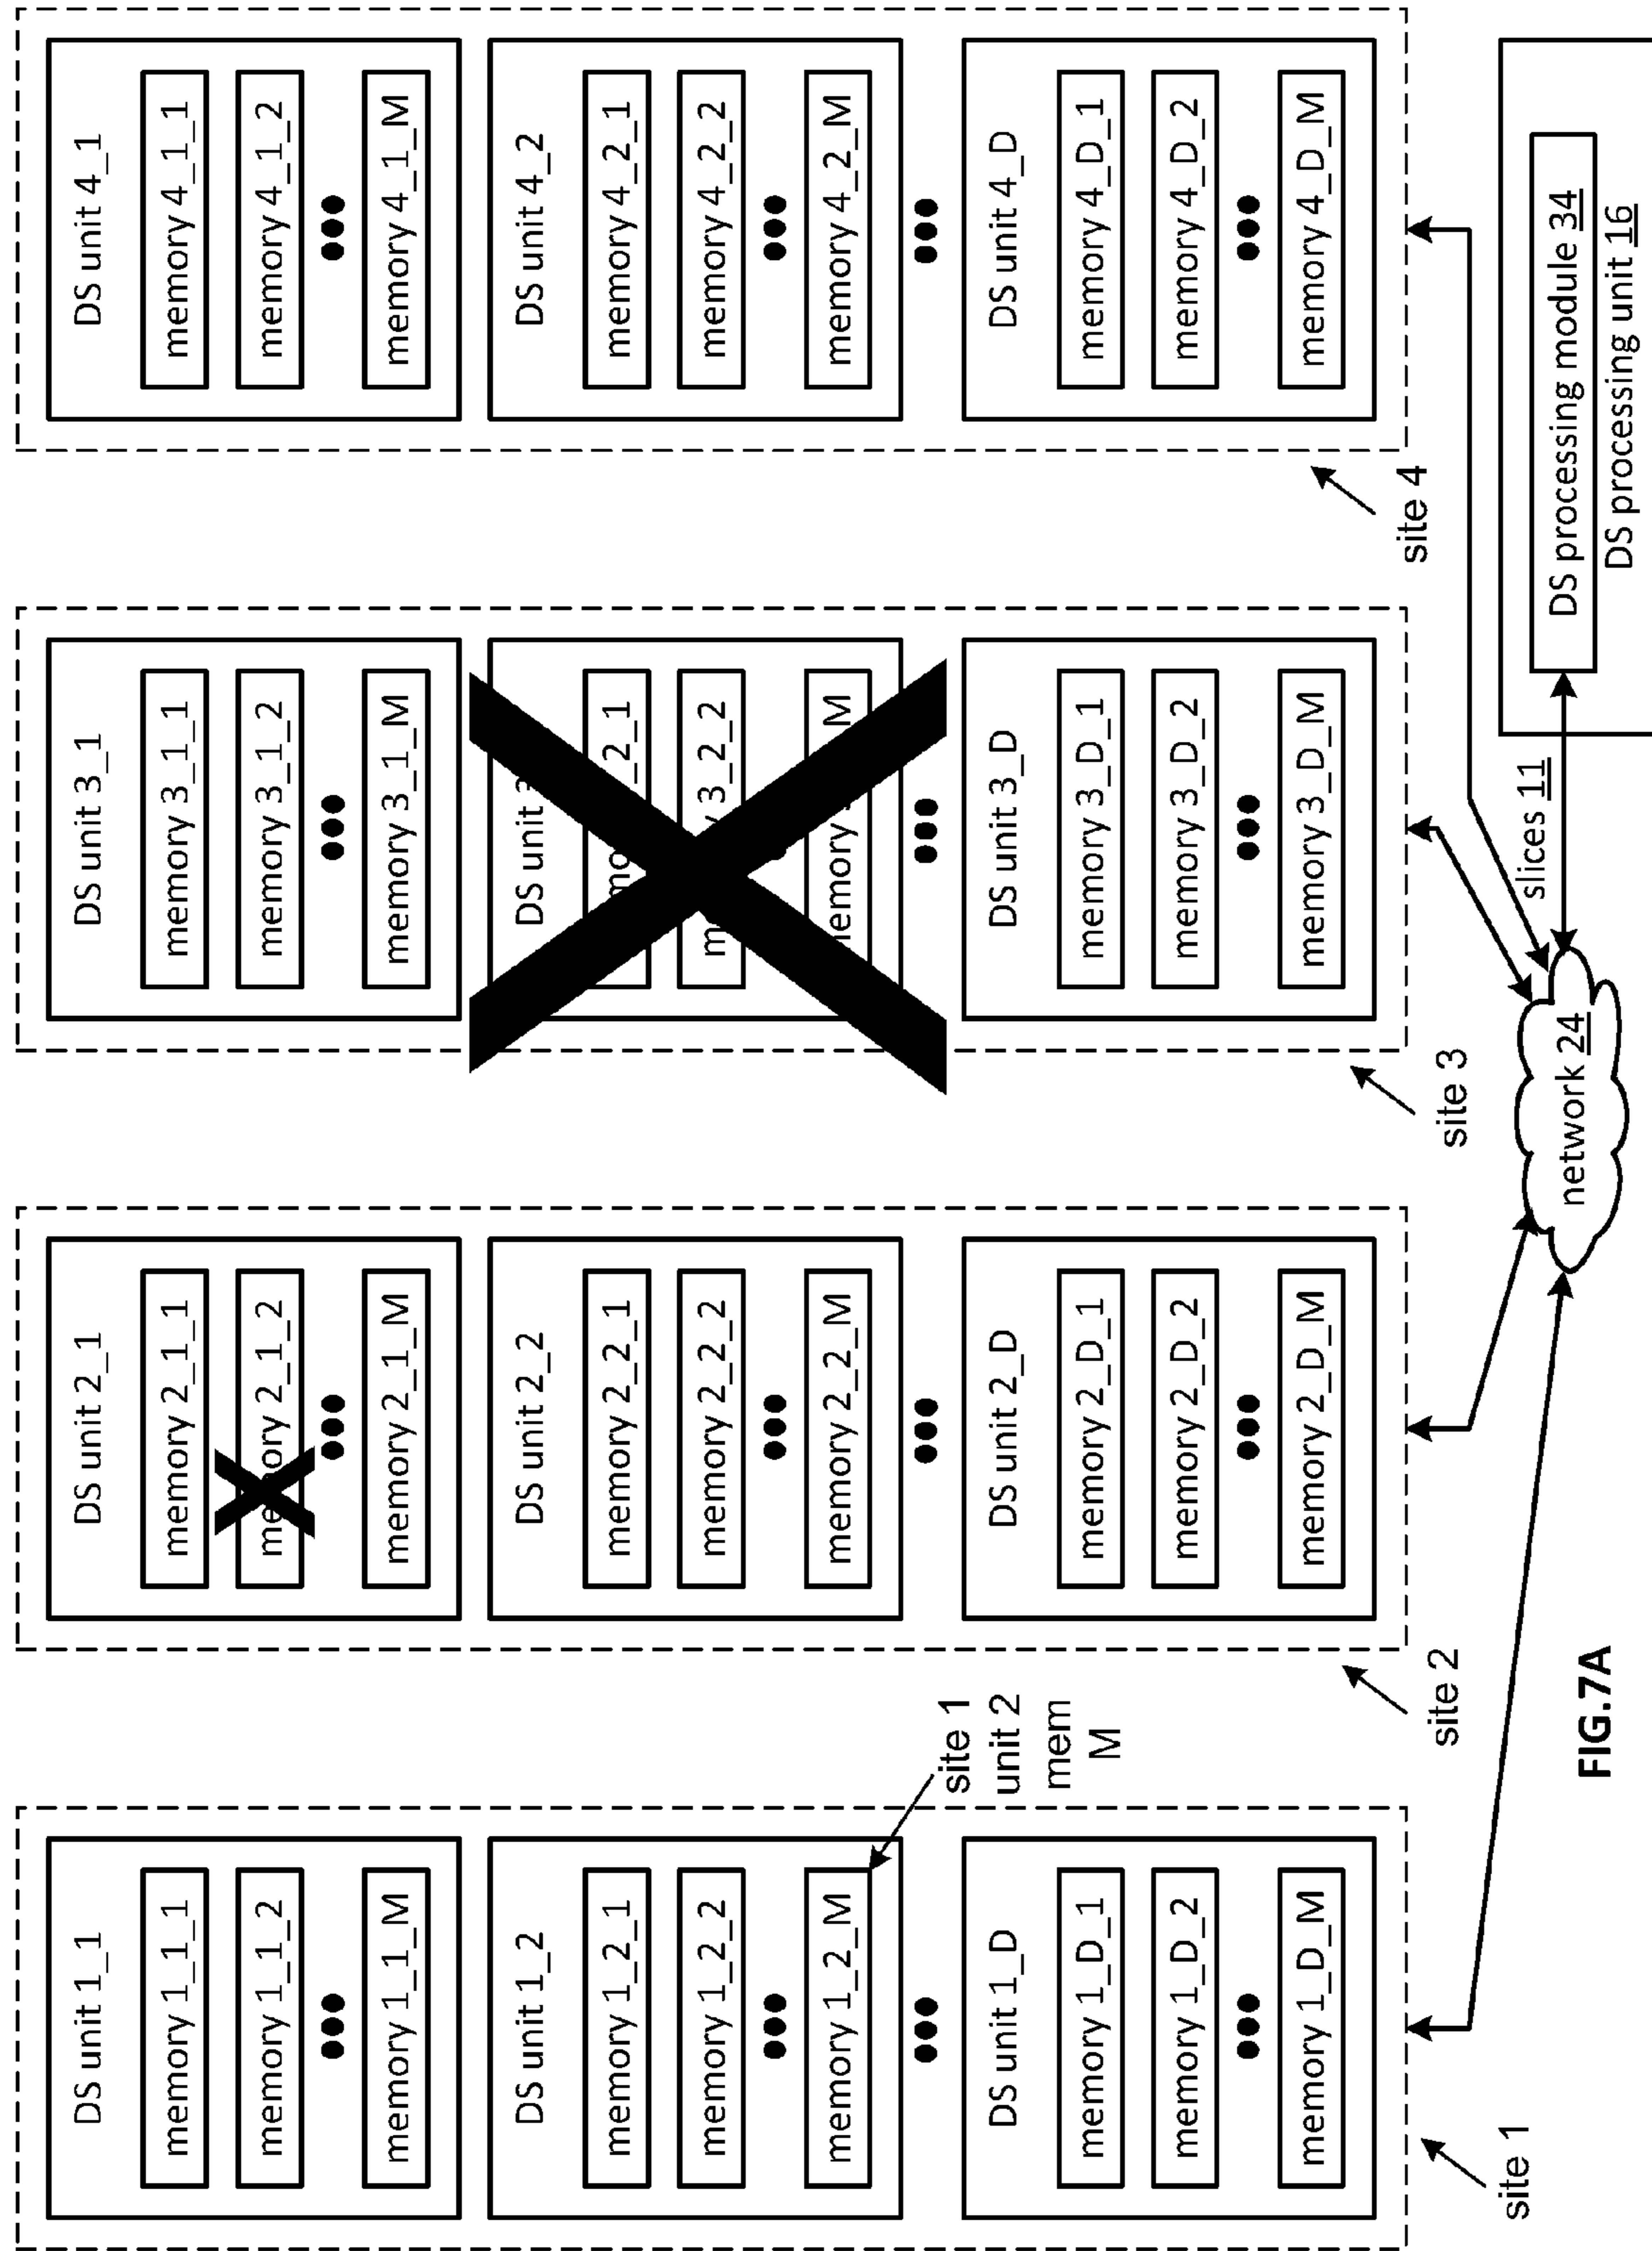 DS unit 1_1
memory 1_1_1
memory 1_1_2
memory 1_1_M
DS unit 1_2
memory 1_2_1
memory 1_2_2
memory 1_2_M
DS unit 1_D
memory 1_D_1
memory 1_D_2
memory 1_D_M
site 1
site 1
unit 2
mem
M
DS unit 2_1
memory 2_1_1
memory 2_1_2
memory 2_1_M
DS unit 2_2
memory 2_2_1
memory 2_2_2
memory 2_2_M
DS unit 2_D
memory 2_D_1
memory 2_D_2
memory 2_D_M
site 2
DS unit 3_1
memory 3_1_1
memory 3_1_2
memory 3_1_M
DS unit
3_2_2
memory
DS unit 3_D
memory 3_D_1
memory 3_D_2
memory 3_D_M
site 3
DS unit 4_1
memory 4_1_1
memory 4_1_2
memory 4_1_M
DS unit 4_2
memory 4_2_1
memory 4_2_2
memory 4_2_M
DS unit 4_D
memory 4_D_1
memory 4_D_2
memory 4_D_M
site 4
network 24
slices 11
DS processing module 34
DS processing unit 16
FIG.7A